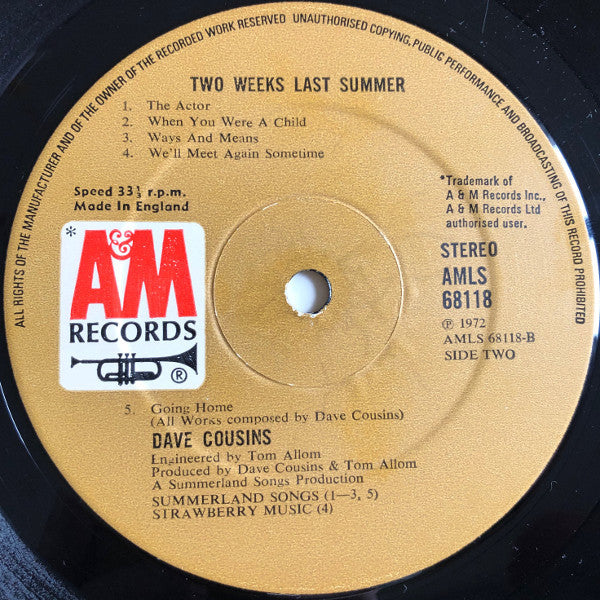 ALL RIGHTS OF THE MANUFACTURER AND OF THE OWNER OF THE RECORDED WORK RESERVED UNAUTHORISED COPYING, PUBLIC PERFORMANCE AND BROADCASTING OF THIS RECORD PROHIBITED
TWO WEEKS LAST SUMMER
1. The Actor
2. When You Were A Child
3. Ways And Means
4. We'll Meet Again Sometime
Speed 33⅓ r.p.m.
Made In England
*Trademark of
A & M Records Inc.,
A & M Records Ltd
authorised user.
*
A&M
RECORDS
®
STEREO
AMLS
68118
℗ 1972
AMLS 68118-B
SIDE TWO
5. Going Home
(All Works composed by Dave Cousins)
DAVE COUSINS
Engineered by Tom Allom
Produced by Dave Cousins & Tom Allom
A Summerland Songs Production
SUMMERLAND SONGS (1—3, 5)
STRAWBERRY MUSIC (4)